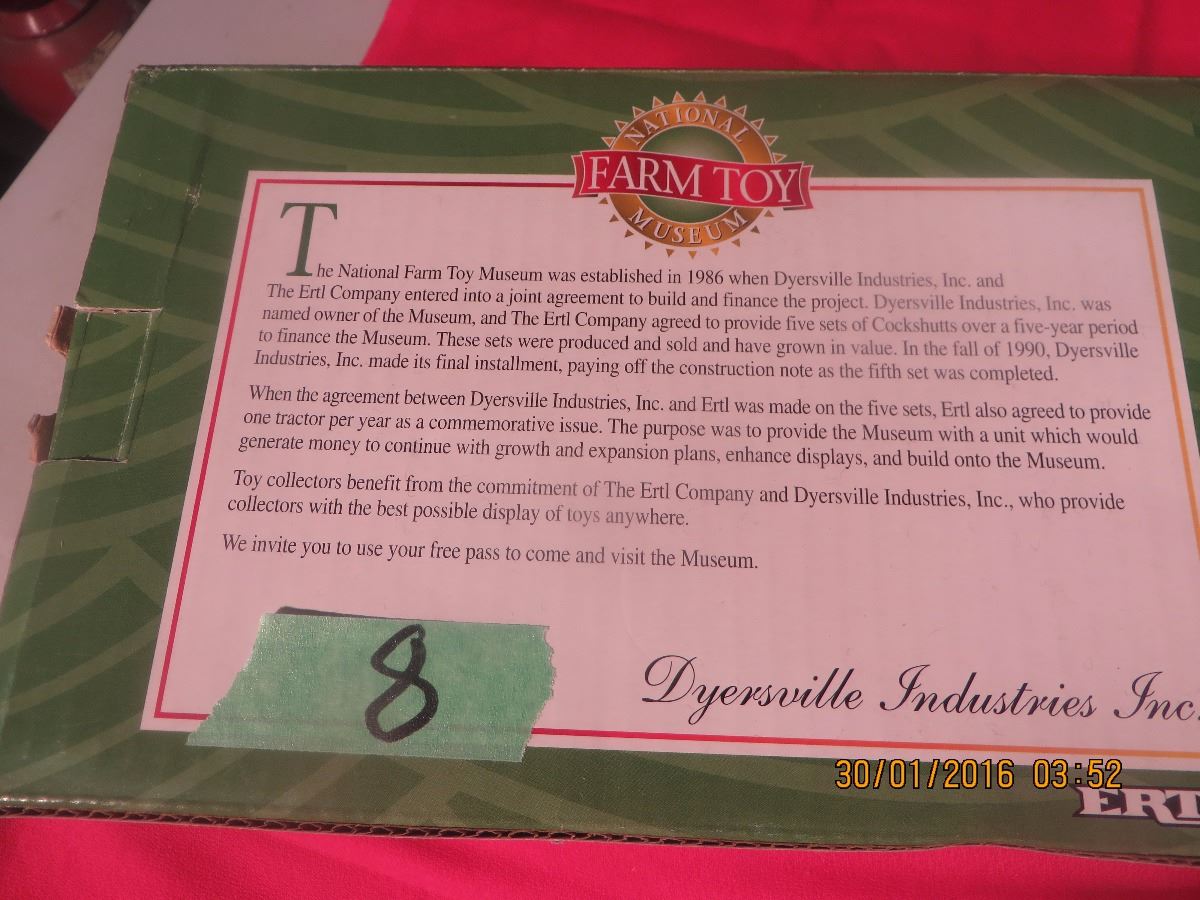 NATIONAL
FARM TOY
MUSEUM
The National Farm Toy Museum was established in 1986 when Dyersville Industries, Inc. and
The Ertl Company entered into a joint agreement to build and finance the project. Dyersville Industries, Inc. was
named owner of the Museum, and The Ertl Company agreed to provide five sets of Cockshutts over a five-year period
to finance the Museum. These sets were produced and sold and have grown in value. In the fall of 1990, Dyersville
Industries, Inc. made its final installment, paying off the construction note as the fifth set was completed.
When the agreement between Dyersville Industries, Inc. and Ertl was made on the five sets, Ertl also agreed to provide
one tractor per year as a commemorative issue. The purpose was to provide the Museum with a unit which would
generate money to continue with growth and expansion plans, enhance displays, and build onto the Museum.
Toy collectors benefit from the commitment of The Ertl Company and Dyersville Industries, Inc., who provide
collectors with the best possible display of toys anywhere.
We invite you to use your free pass to come and visit the Museum.
8
Dyersville Industries Inc.
30/01/2016 03:52
ERT